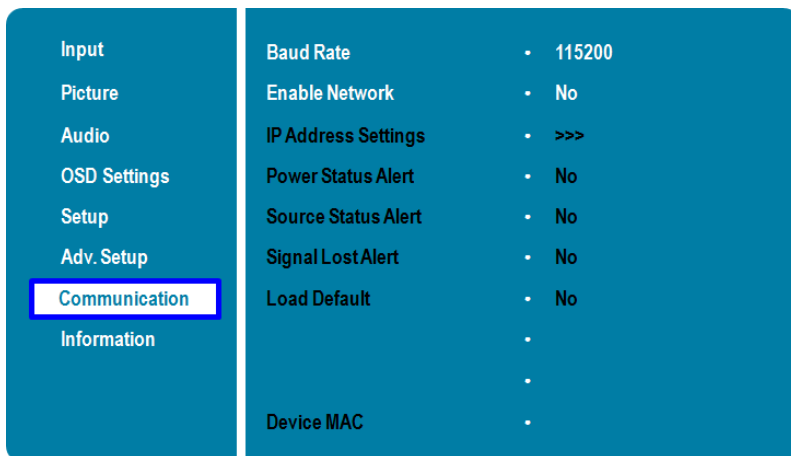 Input
Picture
Audio
OSD Settings
Setup
Adv. Setup
Communication
Information
Baud Rate • 115200
Enable Network • No
IP Address Settings • >>>
Power Status Alert • No
Source Status Alert • No
Signal Lost Alert • No
Load Default • No
•
•
Device MAC •